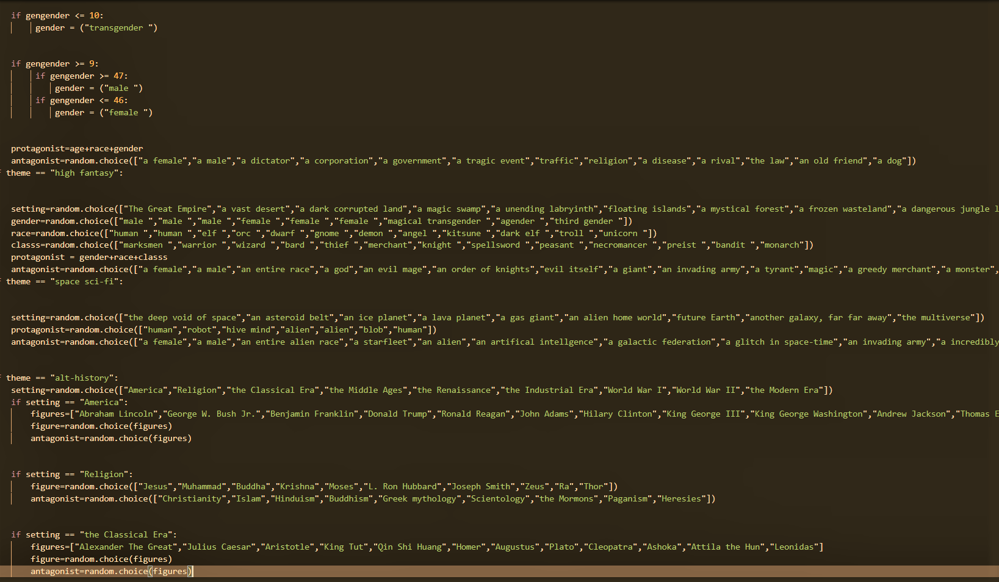 if gengender <= 10:
gender = ("transgender ")
if gengender >= 9:
if gengender >= 47:
gender = ("male ")
if gengender <= 46:
gender = ("female ")
protagonist=age+race+gender
antagonist=random.choice(["a female","a male","a dictator","a corporation","a government","a tragic event","traffic","religion","a disease","a rival","the law","an old friend","a dog"])
theme == "high fantasy":
setting=random.choice(["The Great Empire","a vast desert","a dark corrupted land","a magic swamp","a unending labryinth","floating islands","a mystical forest","a frozen wasteland","a dangerous jungle l
gender=random.choice(["male ","male ","male ","female ","female ","female ","magical transgender ","agender ","third gender "])
race=random.choice(["human ","human ","elf ","orc ","dwarf ","gnome ","demon ","angel ","kitsune ","dark elf ","troll ","unicorn "])
classs=random.choice(["marksmen ","warrior ","wizard ","bard ","thief ","merchant","knight ","spellsword ","peasant ","necromancer ","preist ","bandit ","monarch"])
protagonist = gender+race+classs
antagonist=random.choice(["a female","a male","an entire race","a god","an evil mage","an order of knights","evil itself","a giant","an invading army","a tyrant","magic","a greedy merchant","a monster",
theme == "space sci-fi":
setting=random.choice(["the deep void of space","an asteroid belt","an ice planet","a lava planet","a gas giant","an alien home world","future Earth","another galaxy, far far away","the multiverse"])
protagonist=random.choice(["human","robot","hive mind","alien","alien","blob","human"])
antagonist=random.choice(["a female","a male","an entire alien race","a starfleet","an alien","an artifical intellgence","a galactic federation","a glitch in space-time","an invading army","a incredibly
theme == "alt-history":
setting=random.choice(["America","Religion","the Classical Era","the Middle Ages","the Renaissance","the Industrial Era","World War I","World War II","the Modern Era"])
if setting == "America":
figures=["Abraham Lincoln","George W. Bush Jr.","Benjamin Franklin","Donald Trump","Ronald Reagan","John Adams","Hilary Clinton","King George III","King George Washington","Andrew Jackson","Thomas E
figure=random.choice(figures)
antagonist=random.choice(figures)
if setting == "Religion":
figure=random.choice(["Jesus","Muhammad","Buddha","Krishna","Moses","L. Ron Hubbard","Joseph Smith","Zeus","Ra","Thor"])
antagonist=random.choice(["Christianity","Islam","Hinduism","Buddhism","Greek mythology","Scientology","the Mormons","Paganism","Heresies"])
if setting == "the Classical Era":
figures=["Alexander The Great","Julius Caesar","Aristotle","King Tut","Qin Shi Huang","Homer","Augustus","Plato","Cleopatra","Ashoka","Attila the Hun","Leonidas"]
figure=random.choice(figures)
antagonist=random.choice(figures)